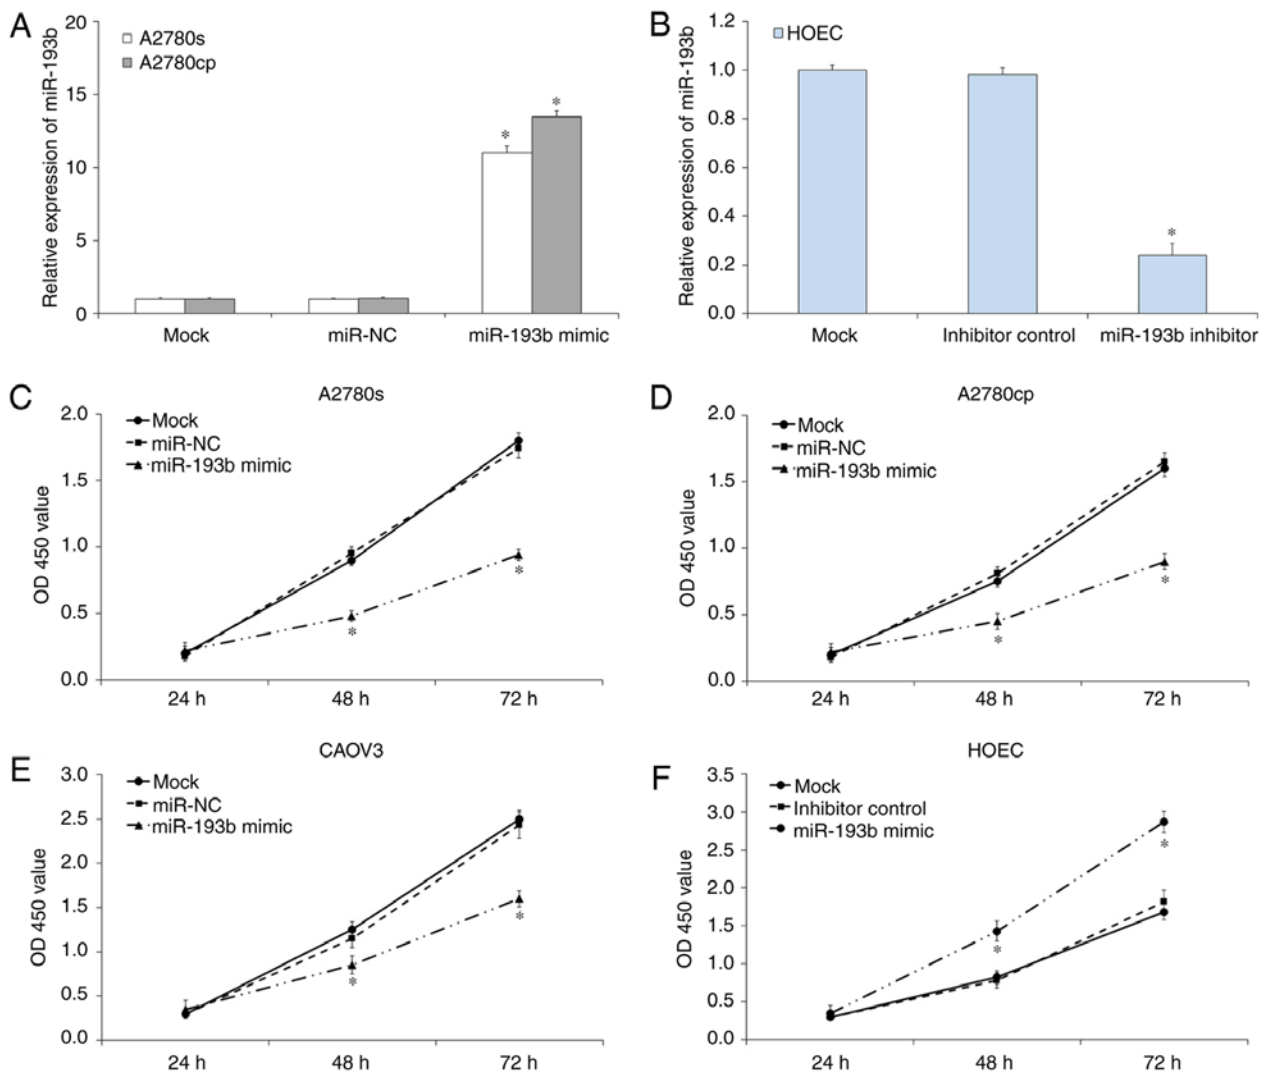 A
Relative expression of miR-193b
20
15
10
5
0
A2780s
A2780cp
*
*
Mock
miR-NC
miR-193b mimic
B
Relative expression of miR-193b
1.2
1.0
0.8
0.6
0.4
0.2
0.0
HOEC
*
Mock
Inhibitor control
miR-193b inhibitor
C
A2780s
OD 450 value
2.0
1.5
1.0
0.5
0.0
Mock
miR-NC
miR-193b mimic
*
*
24 h
48 h
72 h
D
A2780cp
OD 450 value
2.0
1.5
1.0
0.5
0.0
Mock
miR-NC
miR-193b mimic
*
*
24 h
48 h
72 h
E
CAOV3
OD 450 value
3.0
2.5
2.0
1.5
1.0
0.5
0.0
Mock
miR-NC
miR-193b mimic
*
*
24 h
48 h
72 h
F
HOEC
OD 450 value
3.5
3.0
2.5
2.0
1.5
1.0
0.5
0.0
Mock
Inhibitor control
miR-193b mimic
*
*
24 h
48 h
72 h